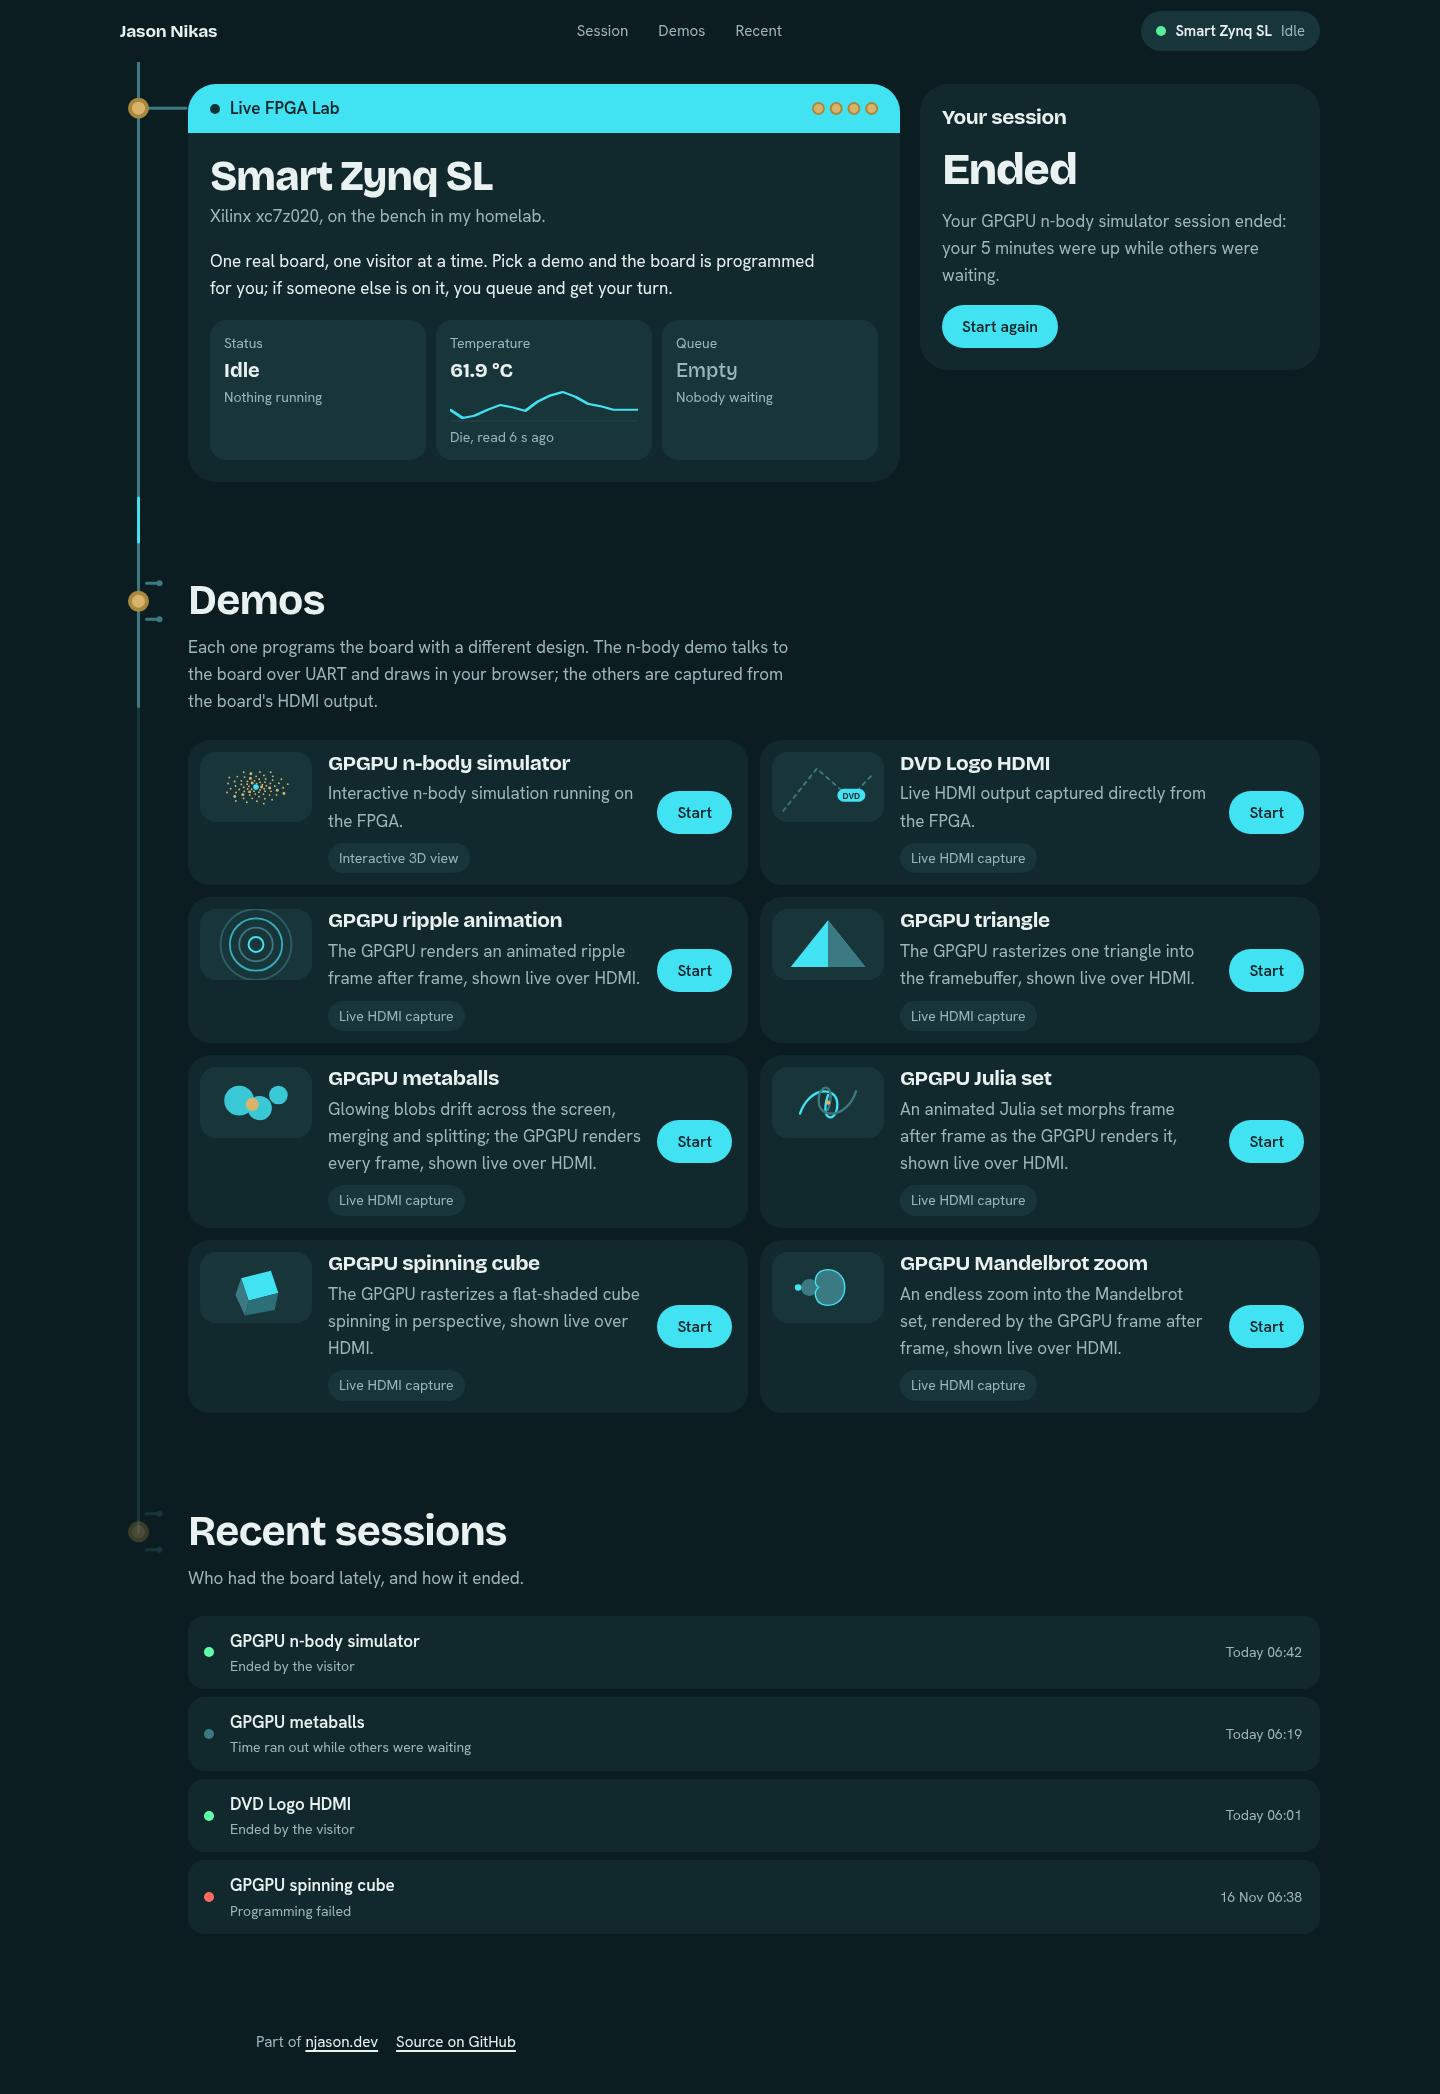 Jason Nikas
Session
Demos
Recent
Smart Zynq SL Idle
Live FPGA Lab
Smart Zynq SL
Xilinx xc7z020, on the bench in my homelab.
One real board, one visitor at a time. Pick a demo and the board is programmed
for you; if someone else is on it, you queue and get your turn.
Status
Idle
Nothing running
Temperature
61.9 °C
Die, read 6 s ago
Queue
Empty
Nobody waiting
Your session
Ended
Your GPGPU n-body simulator session ended:
your 5 minutes were up while others were
waiting.
Start again
Demos
Each one programs the board with a different design. The n-body demo talks to
the board over UART and draws in your browser; the others are captured from
the board's HDMI output.
GPGPU n-body simulator
Interactive n-body simulation running on
the FPGA.
Interactive 3D view
Start
DVD
DVD Logo HDMI
Live HDMI output captured directly from
the FPGA.
Live HDMI capture
Start
GPGPU ripple animation
The GPGPU renders an animated ripple
frame after frame, shown live over HDMI.
Live HDMI capture
Start
GPGPU triangle
The GPGPU rasterizes one triangle into
the framebuffer, shown live over HDMI.
Live HDMI capture
Start
GPGPU metaballs
Glowing blobs drift across the screen,
merging and splitting; the GPGPU renders
every frame, shown live over HDMI.
Live HDMI capture
Start
GPGPU Julia set
An animated Julia set morphs frame
after frame as the GPGPU renders it,
shown live over HDMI.
Live HDMI capture
Start
GPGPU spinning cube
The GPGPU rasterizes a flat-shaded cube
spinning in perspective, shown live over
HDMI.
Live HDMI capture
Start
GPGPU Mandelbrot zoom
An endless zoom into the Mandelbrot
set, rendered by the GPGPU frame after
frame, shown live over HDMI.
Live HDMI capture
Start
Recent sessions
Who had the board lately, and how it ended.
GPGPU n-body simulator
Ended by the visitor
Today 06:42
GPGPU metaballs
Time ran out while others were waiting
Today 06:19
DVD Logo HDMI
Ended by the visitor
Today 06:01
GPGPU spinning cube
Programming failed
16 Nov 06:38
Part of njason.dev Source on GitHub